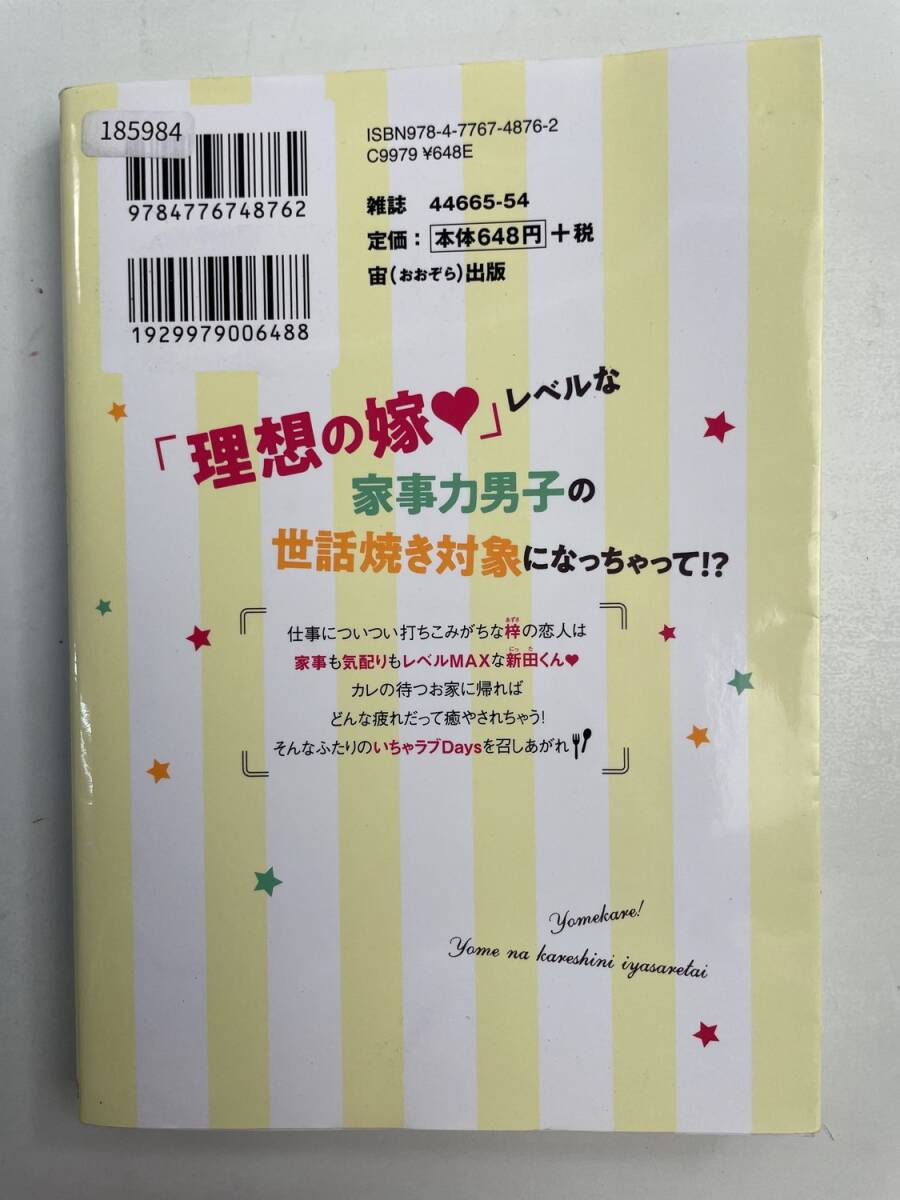 185984
9784776748762
1929979006488
ISBN978-4-7767-4876-2
C9979 ¥648E
雑誌 44665-54
定価：本体648円＋税
宙(おおぞら)出版
「理想の嫁♥」レベルな
家事力男子の
世話焼き対象になっちゃって!?
仕事についつい打ちこみがちな梓の恋人は
家事も気配りもレベルMAXな新田くん♥
カレの待つお家に帰れば
どんな疲れだって癒やされちゃう!
そんなふたりのいちゃラブDaysを召しあがれ
Yomekare!
Yome na kareshini iyasaretai